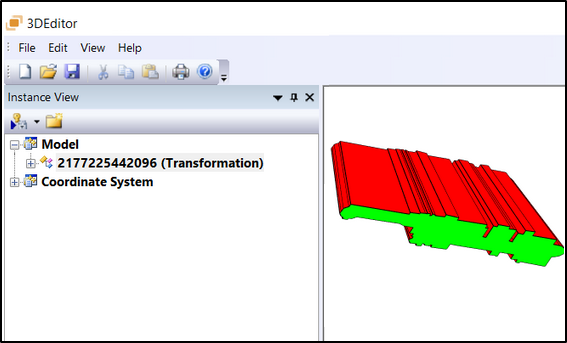 3DEditor
File Edit View Help
Instance View
Model
2177225442096 (Transformation)
Coordinate System